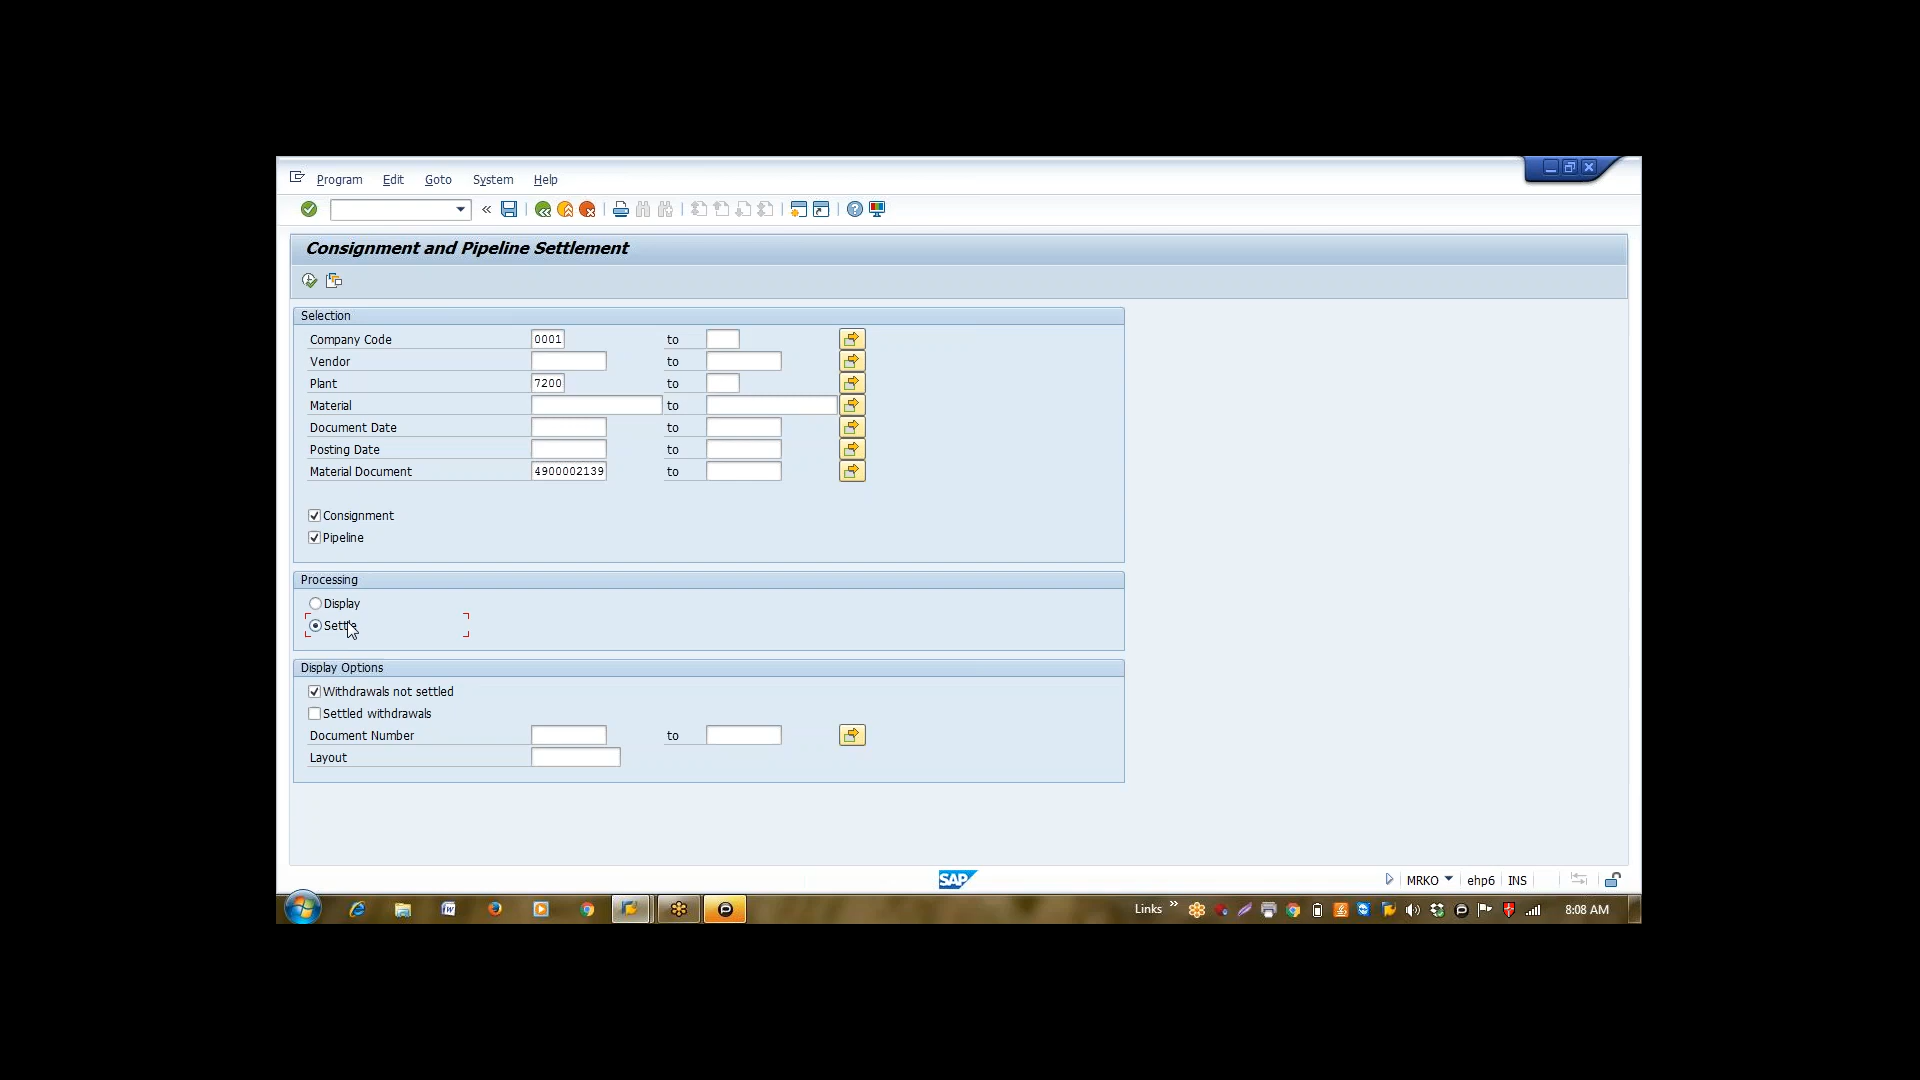 Program Edit Goto System Help
Consignment and Pipeline Settlement
Selection
Company Code 0001 to
Vendor to
Plant 7200 to
Material to
Document Date to
Posting Date to
Material Document 4900002139 to
Consignment
Pipeline
Processing
Display
Settle
Display Options
Withdrawals not settled
Settled withdrawals
Document Number to
Layout
SAP MRKO ehp6 INS
Links 8:08 AM